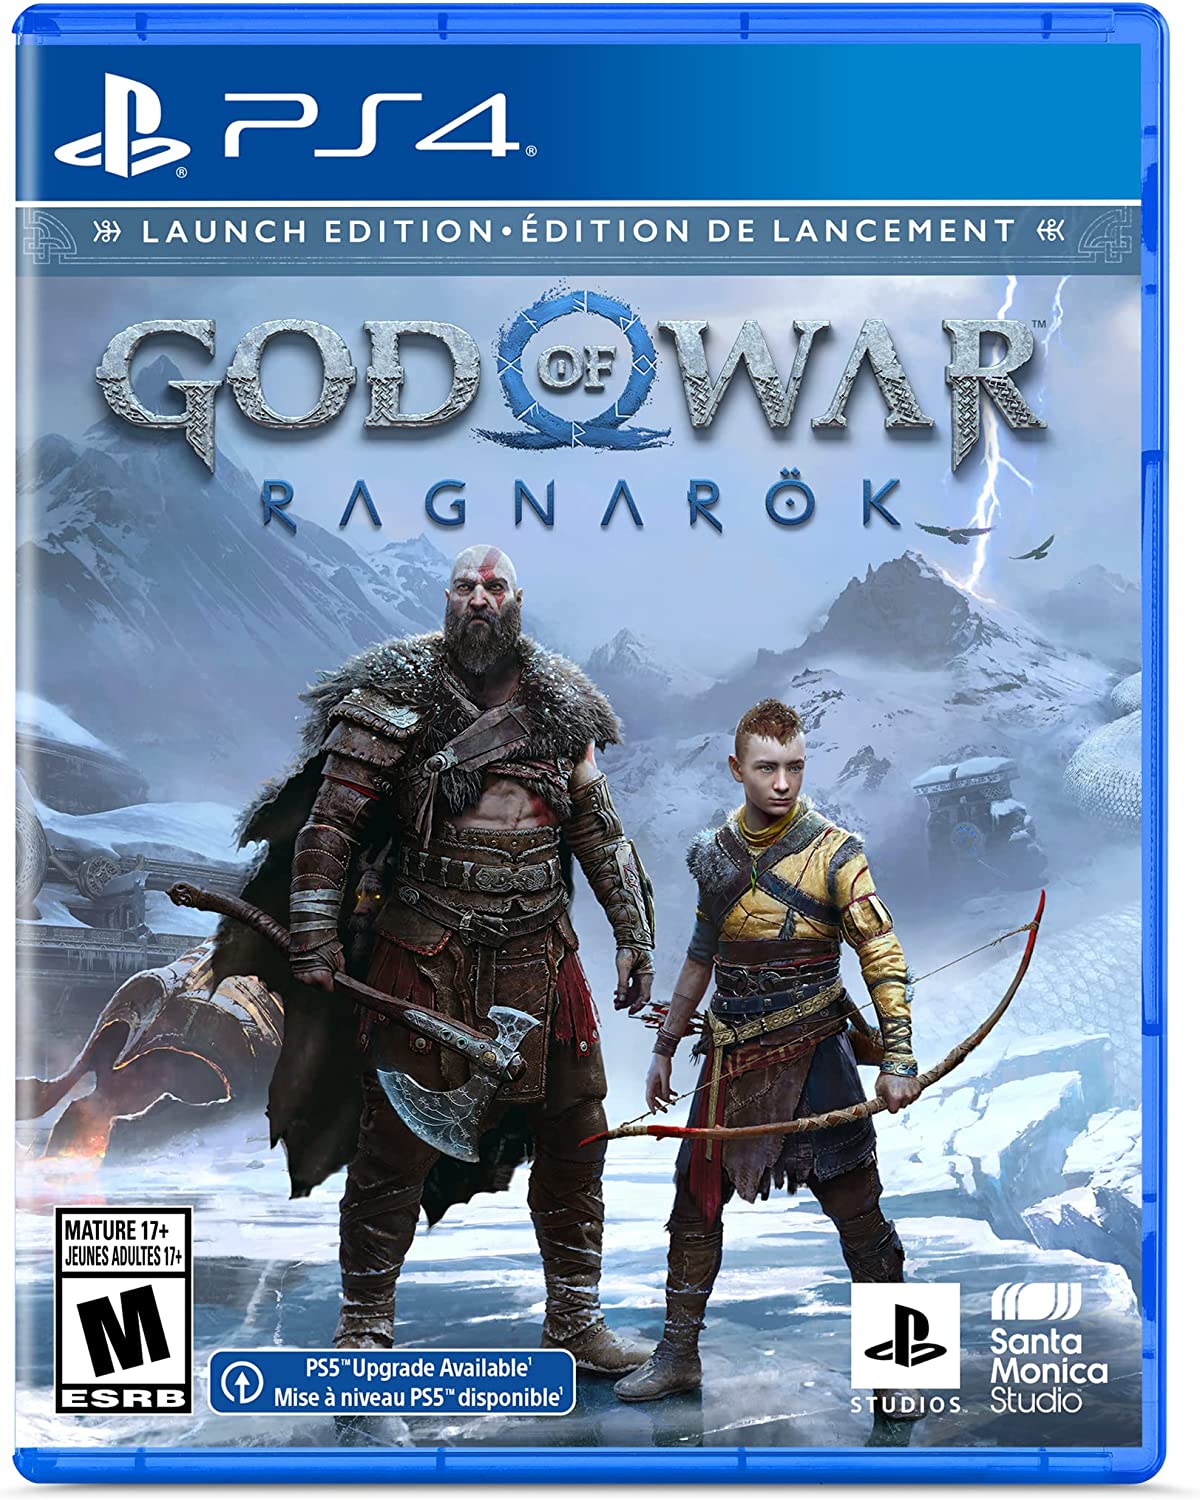 PS4®
LAUNCH EDITION • ÉDITION DE LANCEMENT
GOD OF WAR™
RAGNARÖK
MATURE 17+
JEUNES ADULTES 17+
M
ESRB
PS5™ Upgrade Available¹
Mise à niveau PS5™ disponible¹
STUDIOS
Santa
Monica
Studio